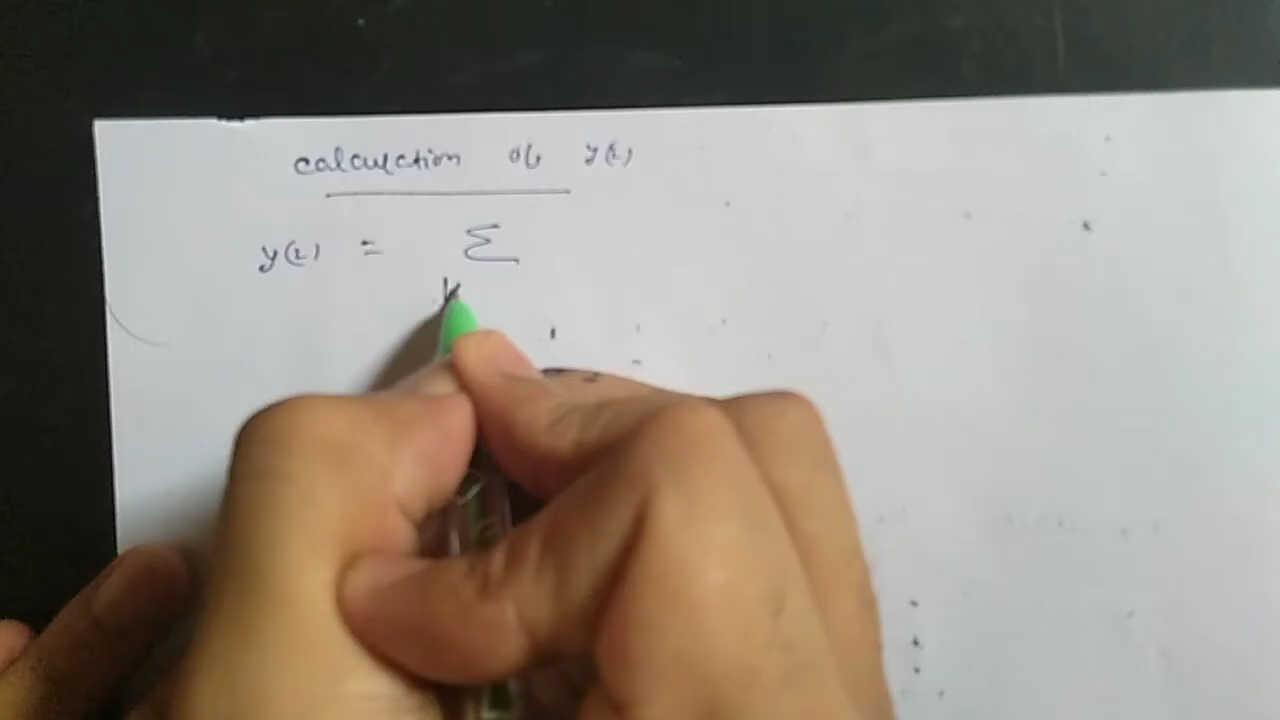 calculation of y(2)
y(2) = Σ
k